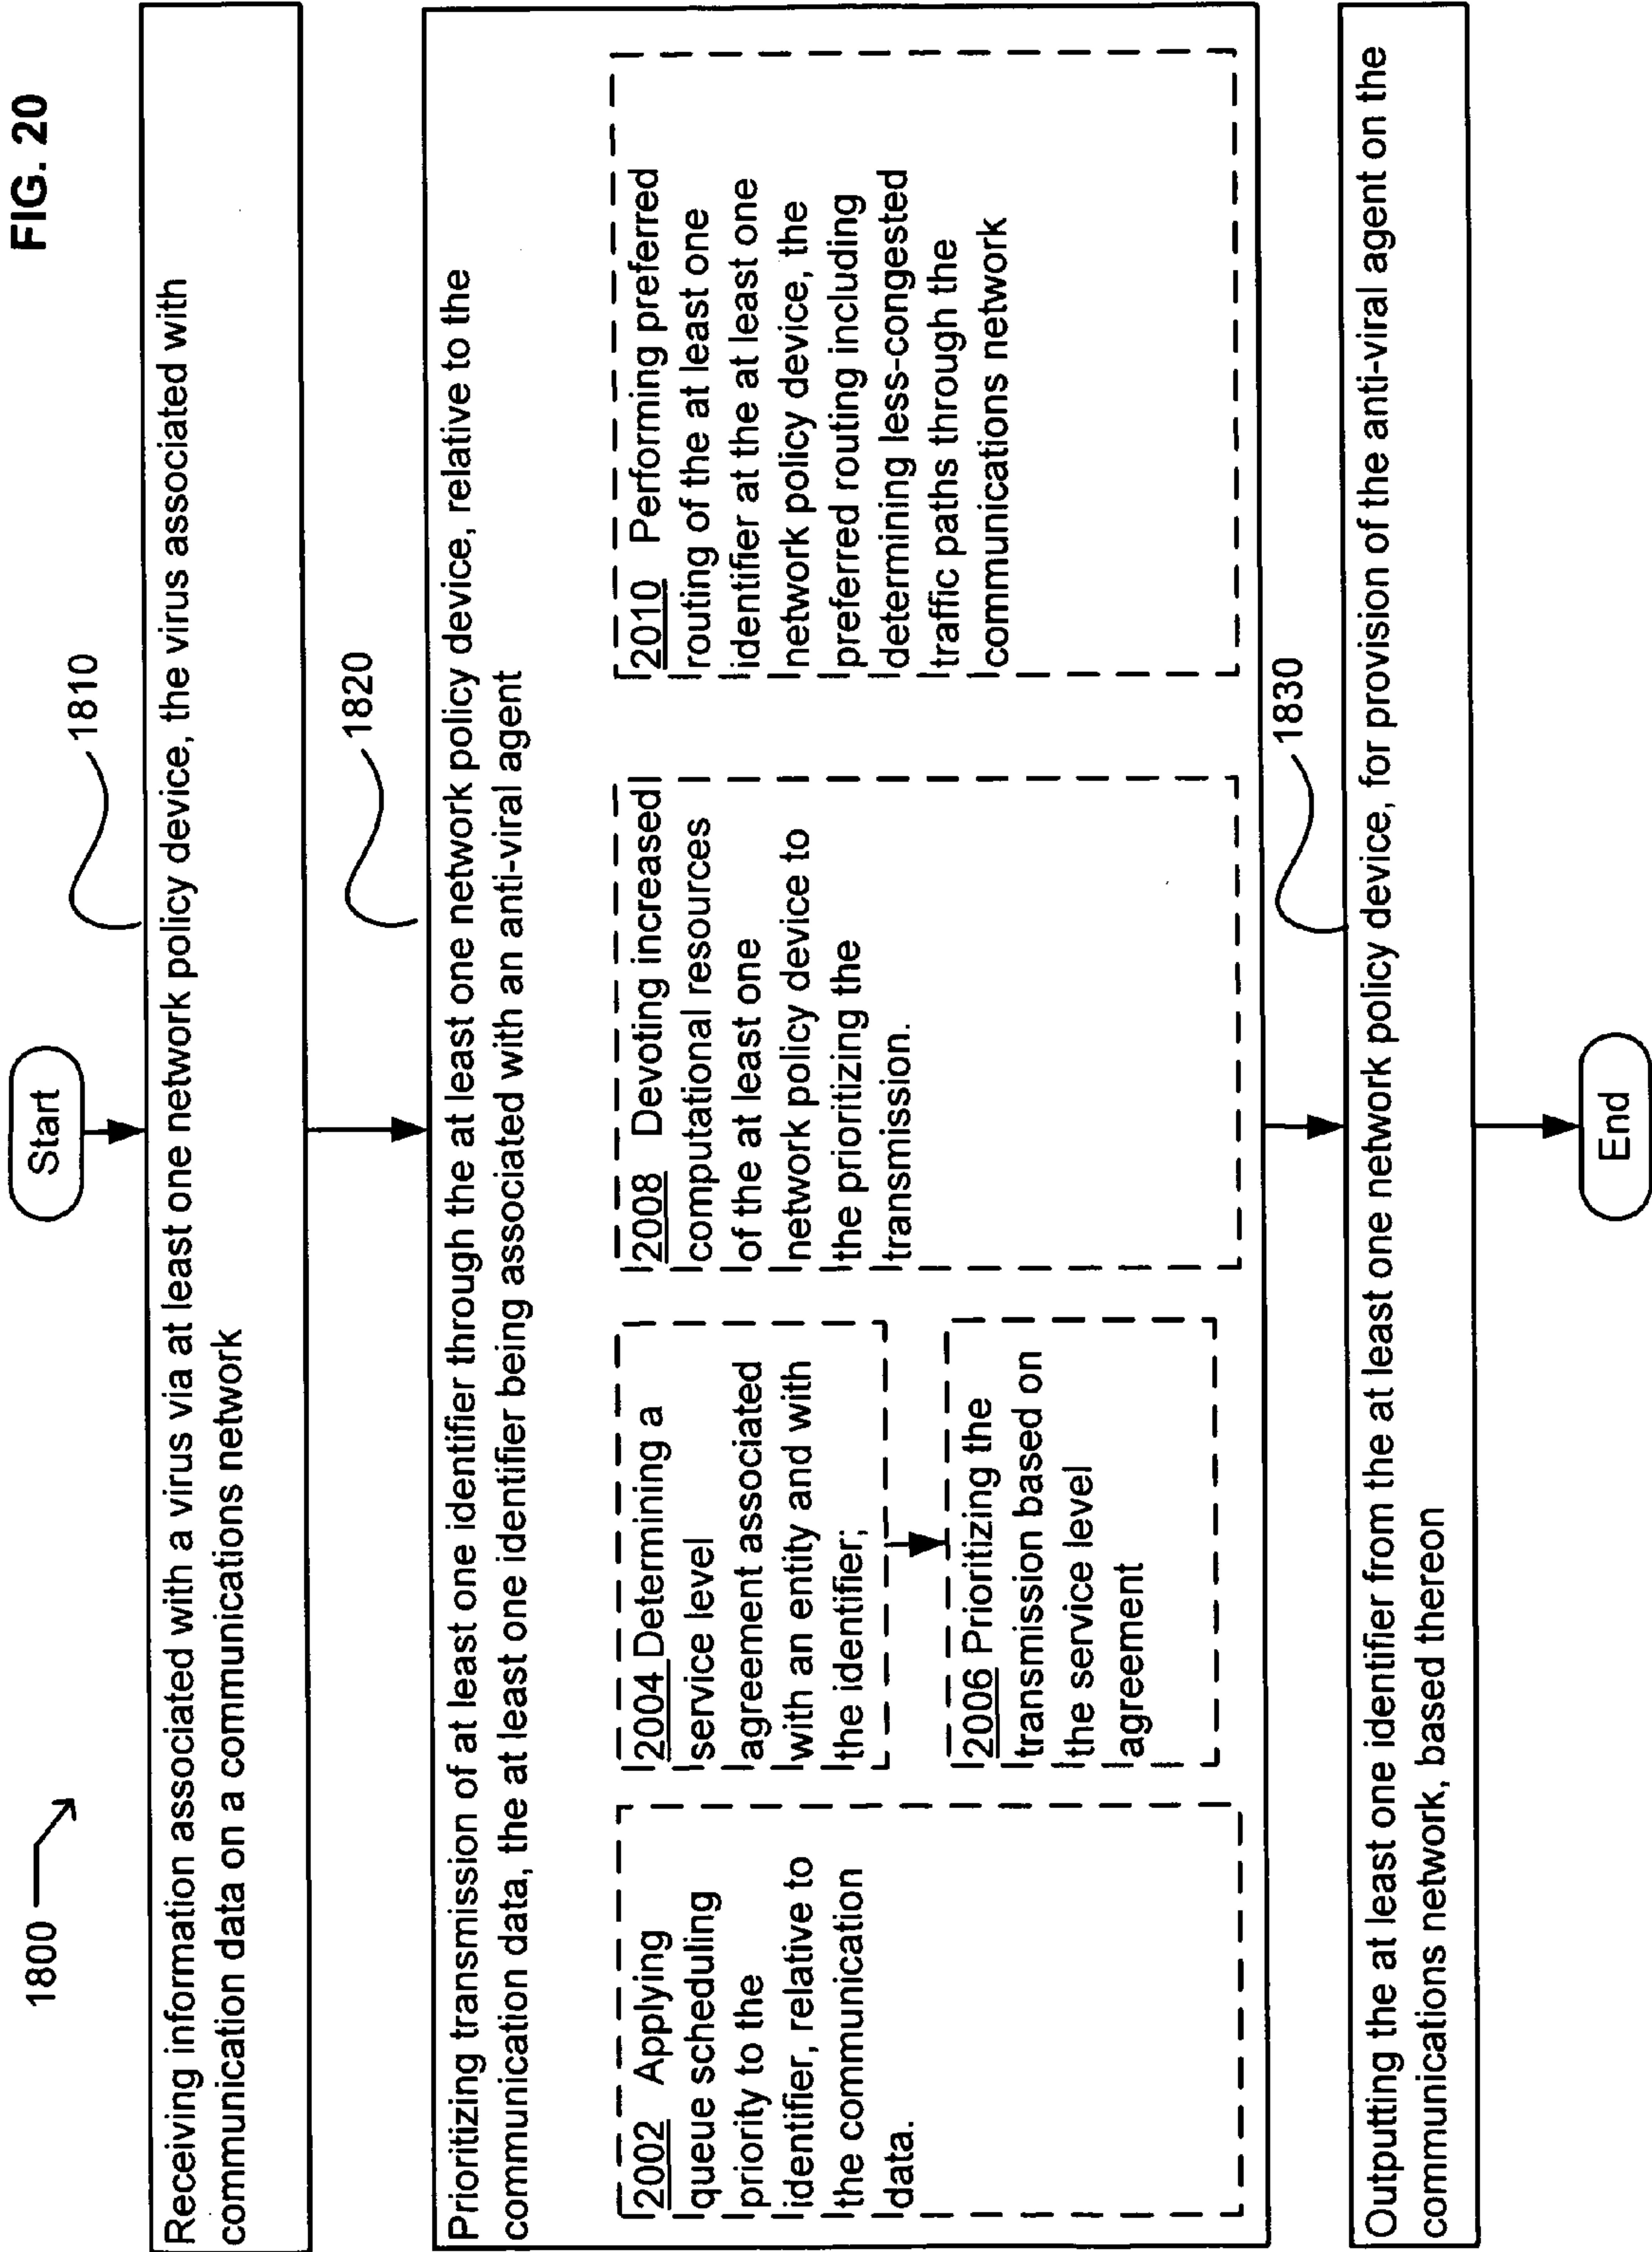 FIG. 20
1800
Start
1810
Receiving information associated with a virus via at least one network policy device, the virus associated with
communication data on a communications network
1820
Prioritizing transmission of at least one identifier through the at least one network policy device, relative to the
communication data, the at least one identifier being associated with an anti-viral agent
2002 Applying
queue scheduling
priority to the
identifier, relative to
the communication
data.
2004 Determining a
service level
agreement associated
with an entity and with
the identifier;
2006 Prioritizing the
transmission based on
the service level
agreement
2008 Devoting increased
computational resources
of the at least one
network policy device to
the prioritizing the
transmission.
2010 Performing preferred
routing of the at least one
identifier at the at least one
network policy device, the
preferred routing including
determining less-congested
traffic paths through the
communications network
1830
Outputting the at least one identifier from the at least one network policy device, for provision of the anti-viral agent on the
communications network, based thereon
End